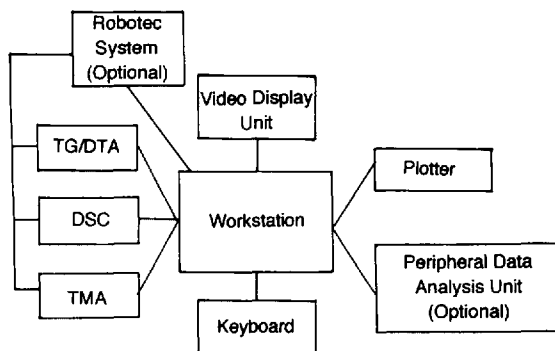 Robotec
System
(Optional)
Video Display
Unit
TG/DTA
Plotter
DSC
Workstation
Peripheral Data
Analysis Unit
(Optional)
TMA
Keyboard